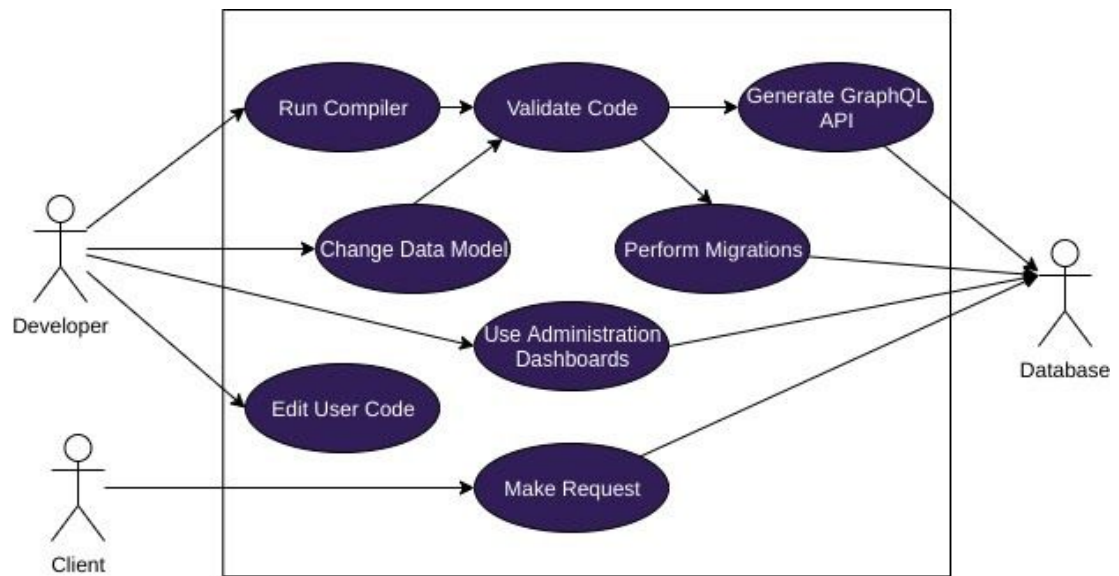 Run Compiler
Validate Code
Generate GraphQL
API
Change Data Model
Perform Migrations
Developer
Use Administration
Dashboards
Database
Edit User Code
Make Request
Client